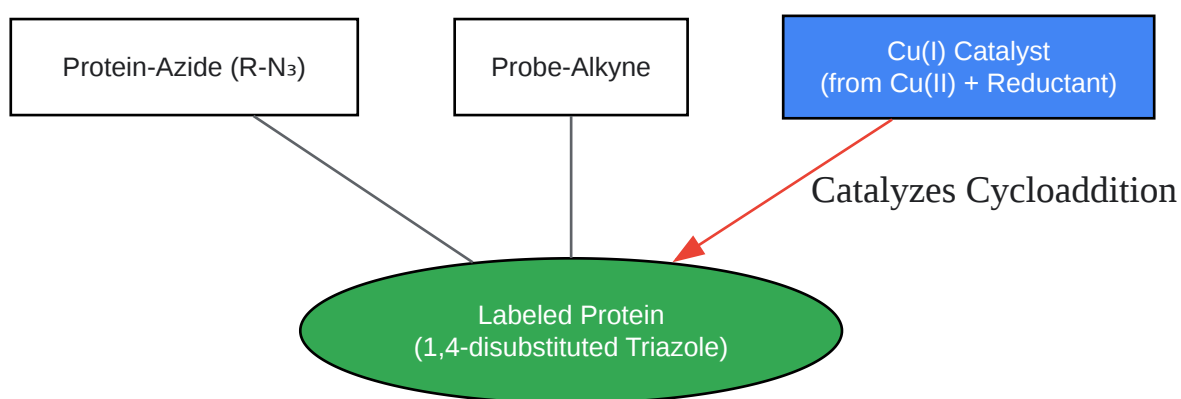 Protein-Azide (R-N₃)
Probe-Alkyne
Cu(I) Catalyst
(from Cu(II) + Reductant)
Catalyzes Cycloaddition
Labeled Protein
(1,4-disubstituted Triazole)